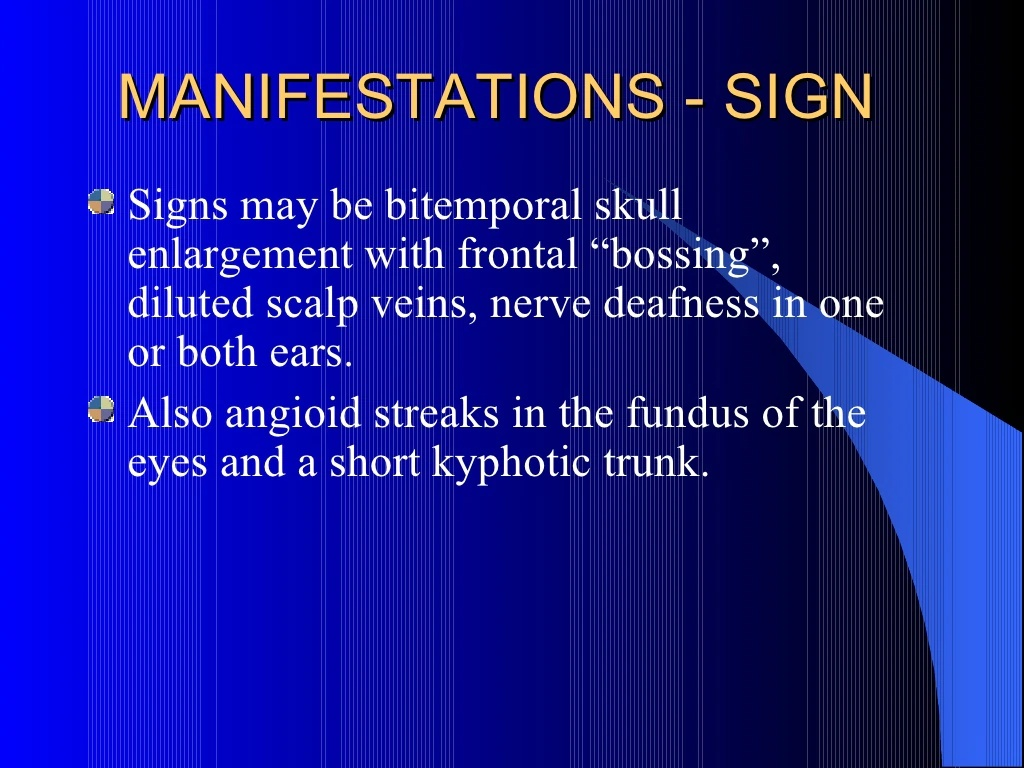 MANIFESTATIONS - SIGN
Signs may be bitemporal skull
enlargement with frontal “bossing”,
diluted scalp veins, nerve deafness in one
or both ears.
Also angioid streaks in the fundus of the
eyes and a short kyphotic trunk.